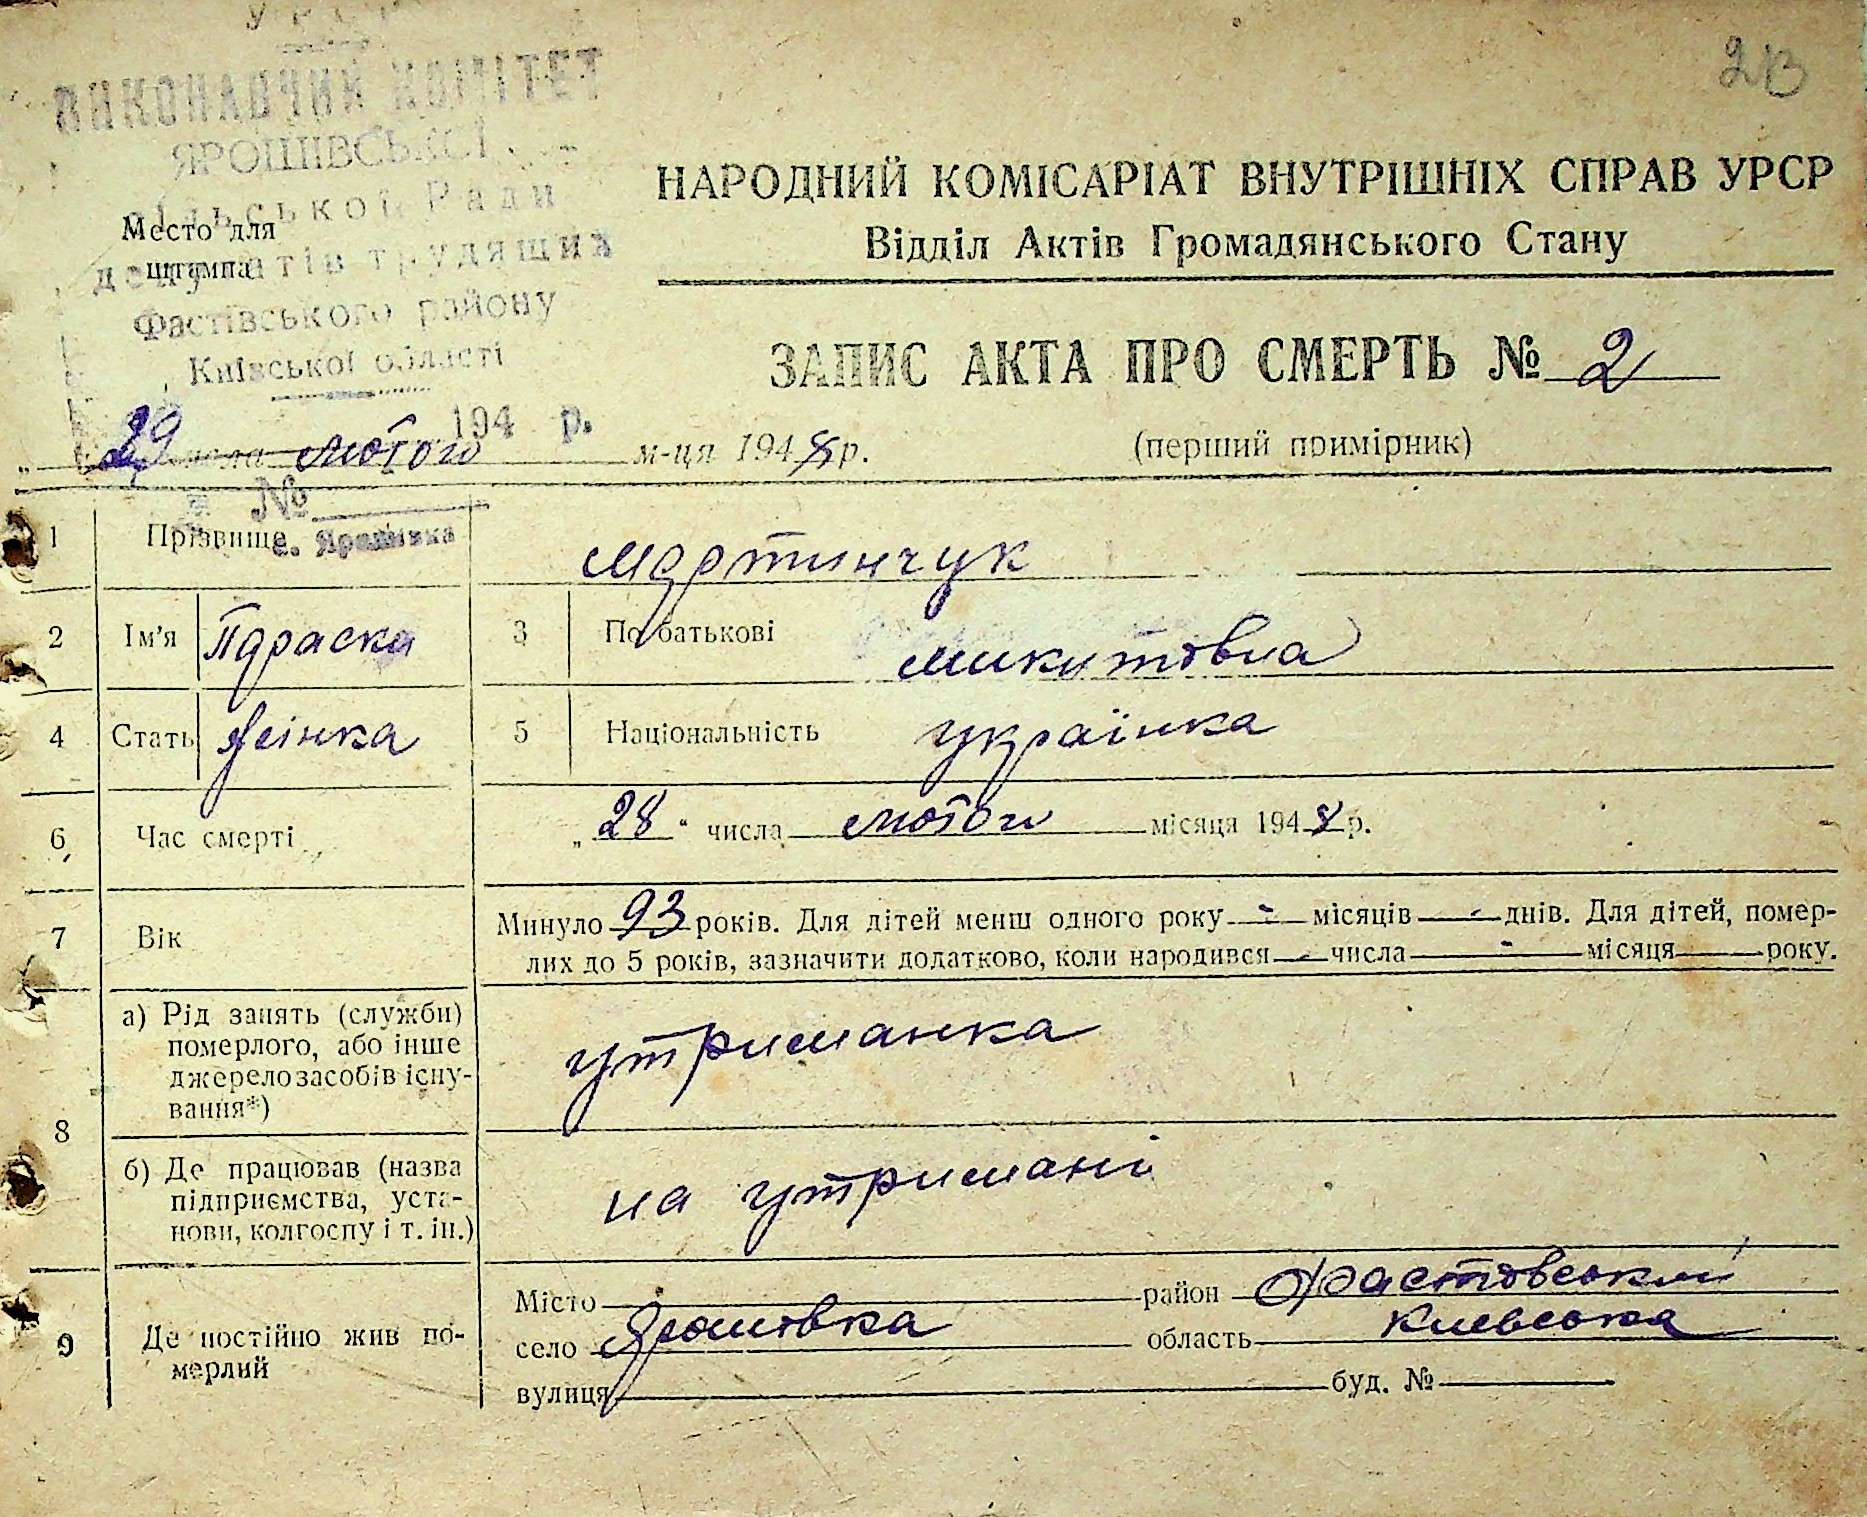 УРСР
ВИКОНАВЧИЙ КОМІТЕТ
ЯРОШІВСЬКОЇ
сільської Ради
депутатів трудящих
Фастівського району
Київської області
194 р.
№
с. Ярошівка
Место для
штампа
23
НАРОДНИЙ КОМІСАРІАТ ВНУТРІШНІХ СПРАВ УРСР
Відділ Актів Громадянського Стану
ЗАПИС АКТА ПРО СМЕРТЬ № 2
„29 числа лютого м-ця 1948 р.
(перший примірник)
1 Прізвище Мартинчук
2 Ім'я Параска 3 По батькові Микитовна
4 Стать жінка 5 Національність українка
6 Час смерті „28" числа лютого місяця 1948 р.
7 Вік Минуло 93 років. Для дітей менш одного року - місяців - днів. Для дітей, помер-
лих до 5 років, зазначити додатково, коли народився - числа - місяця року.
8 а) Рід занять (служби)
померлого, або інше
джерело засобів існу-
вання*)
утриманка
б) Де працював (назва
підприємства, уста-
нови, колгоспу і т. ін.)
на утримані
9 Де постійно жив по-
мерлий
Місто район Фастовський
село Ярошовка область Киевська
вулиця буд. №